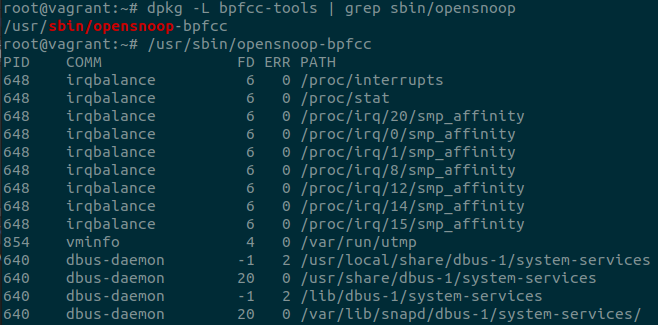 root@vagrant:~# dpkg -L bpfcc-tools | grep sbin/opensnoop
/usr/sbin/opensnoop-bpfcc
root@vagrant:~# /usr/sbin/opensnoop-bpfcc
PID    COMM               FD ERR PATH
648    irqbalance          6   0 /proc/interrupts
648    irqbalance          6   0 /proc/stat
648    irqbalance          6   0 /proc/irq/20/smp_affinity
648    irqbalance          6   0 /proc/irq/0/smp_affinity
648    irqbalance          6   0 /proc/irq/1/smp_affinity
648    irqbalance          6   0 /proc/irq/8/smp_affinity
648    irqbalance          6   0 /proc/irq/12/smp_affinity
648    irqbalance          6   0 /proc/irq/14/smp_affinity
648    irqbalance          6   0 /proc/irq/15/smp_affinity
854    vminfo              4   0 /var/run/utmp
640    dbus-daemon        -1   2 /usr/local/share/dbus-1/system-services
640    dbus-daemon        20   0 /usr/share/dbus-1/system-services
640    dbus-daemon        -1   2 /lib/dbus-1/system-services
640    dbus-daemon        20   0 /var/lib/snapd/dbus-1/system-services/